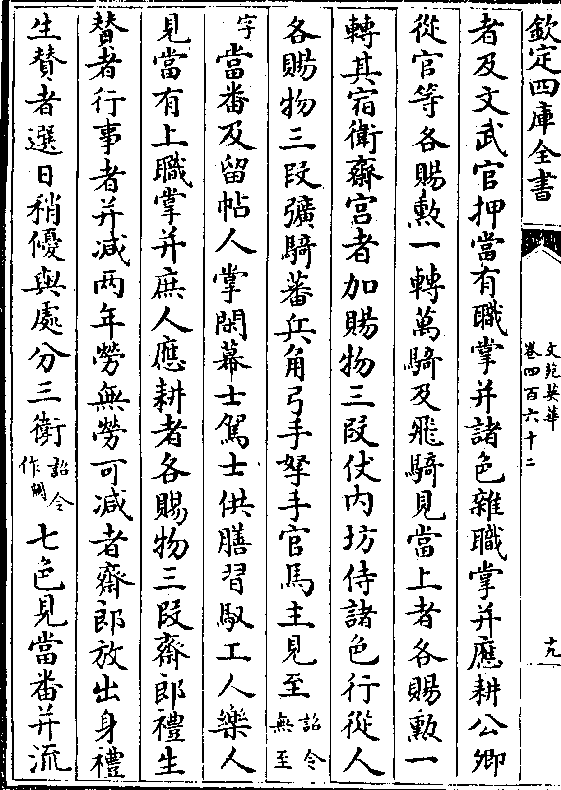 欽定四庫全書
文苑英華
卷四百六十二
十九
者及文武官押當有職掌并諸色雜職掌并應耕公卿
從官等各賜勲一轉萬騎及飛騎見當上者各賜勲一
轉其宿衛齋宫者加賜物三段仗内坊侍諸色行從人
各賜物三段彍騎蕃兵角弓手弩手官馬主見至詔令無至
字當番及留帖人掌閑幕士駕士供膳習馭工人樂人
見當有上職掌并庶人應耕者各賜物三段齋郎禮生
贊者行事者并減两年勞無勞可減者齋郎放出身禮
生贊者選日稍優與處分三衛詔令作闕七色見當番并流